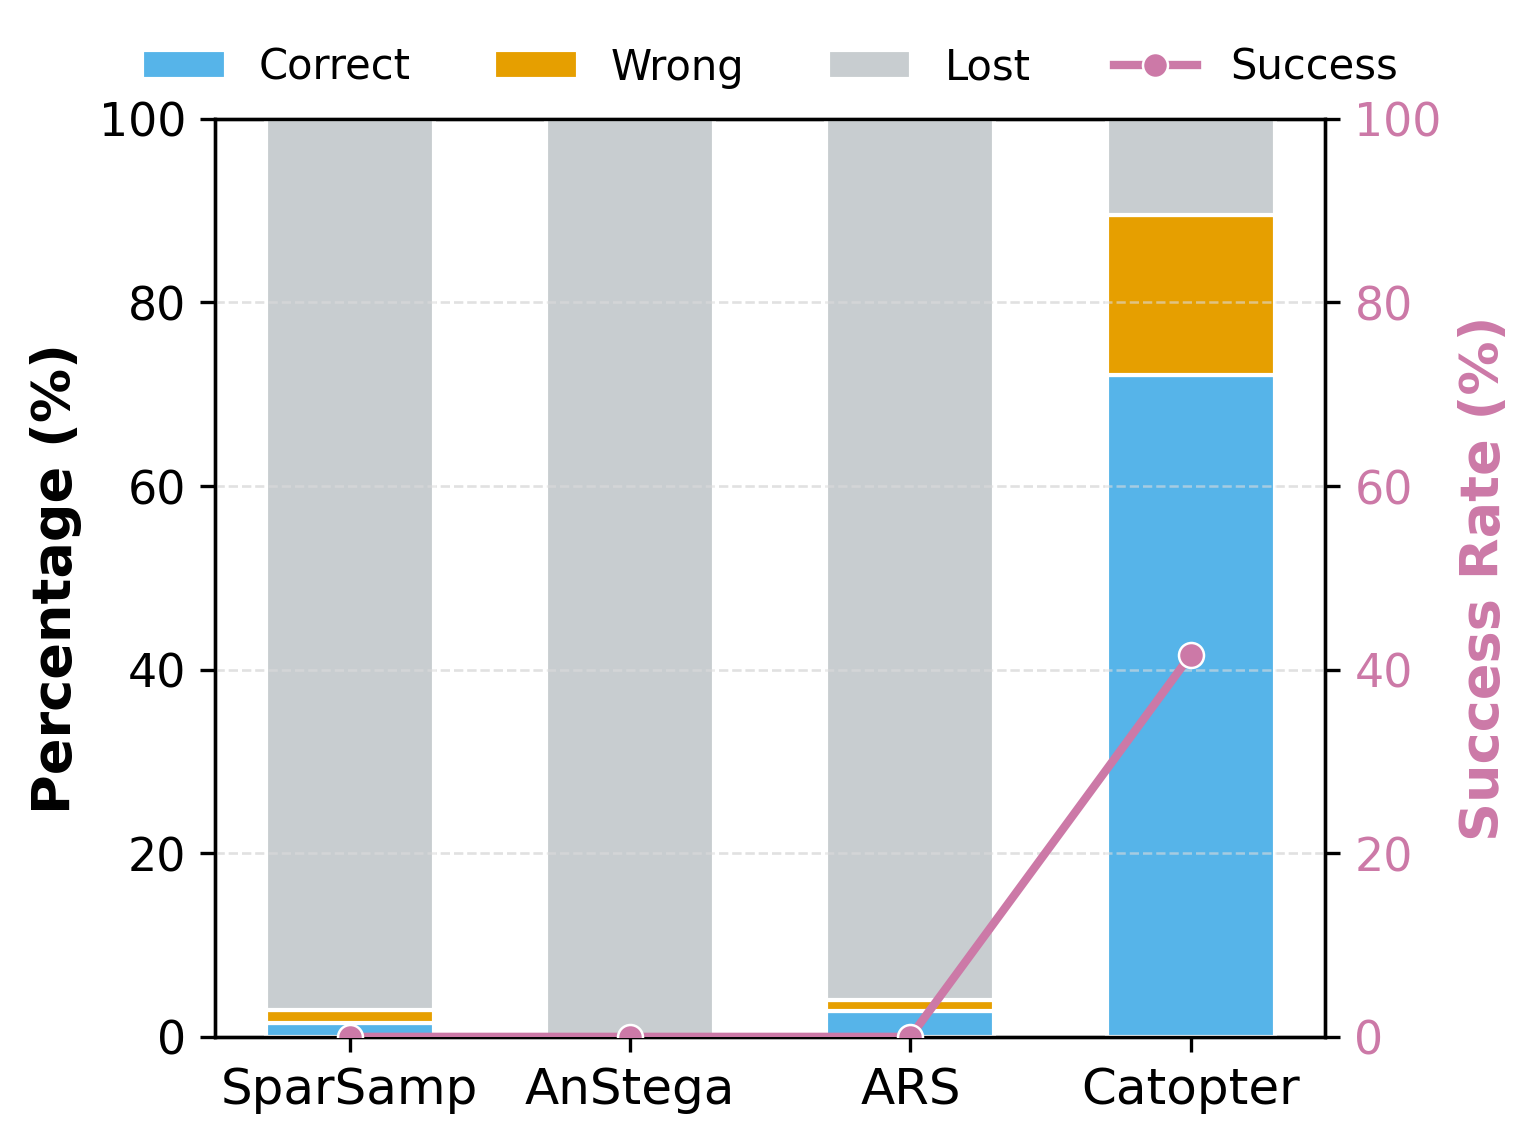 Correct Wrong Lost Success
100 100
80 80
60 60
40 40
20 20
0 0
Percentage (%)
Success Rate (%)
SparSamp AnStega ARS Catopter